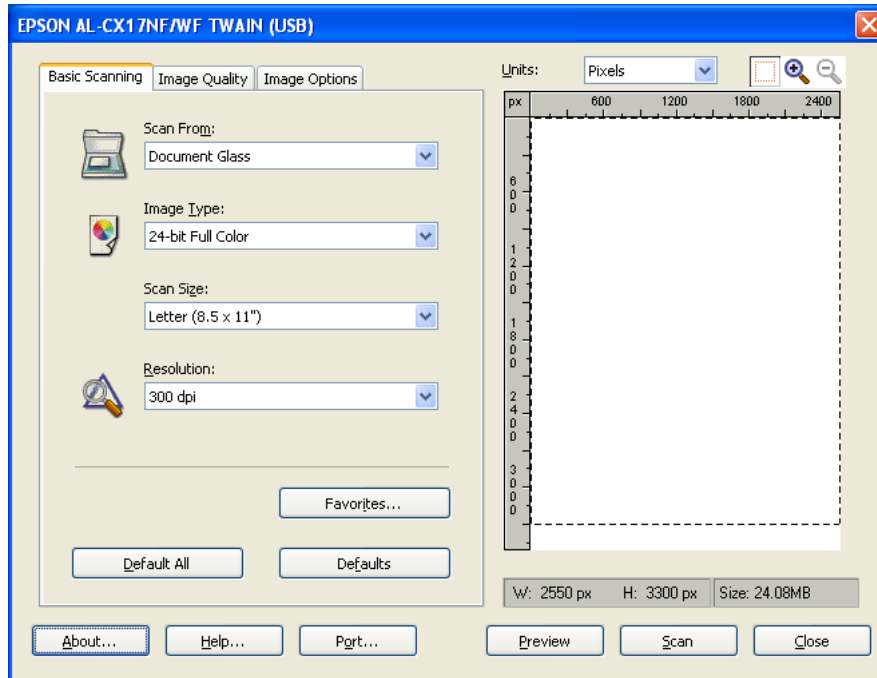 EPSON AL-CX17NF/WF TWAIN (USB)
Basic Scanning Image Quality Image Options
Scan From:
Document Glass
Image Type:
24-bit Full Color
Scan Size:
Letter (8.5 x 11")
Resolution:
300 dpi
Favorites...
Default All Defaults
Units: Pixels
px 600 1200 1800 2400
600
1200
1800
2400
3000
W: 2550 px H: 3300 px Size: 24.08MB
About... Help... Port... Preview Scan Close